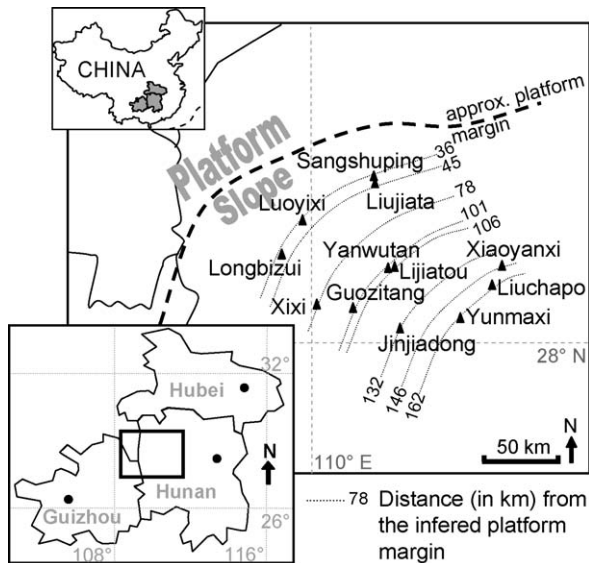 CHINA
approx. platform
margin
Platform
Slope
36
45
78
101
106
Sangshuping
Liujiata
Luoyixi
Longbizui
Yanwutan
Lijiatou
Xiaoyanxi
Liuchapo
Xixi
Guozitang
Yunmaxi
Jinjiadong
28° N
132
146
162
N
50 km
110° E
32°
Hubei
N
Hunan
Guizhou
26°
108°
116°
78 Distance (in km) from
the infered platform
margin